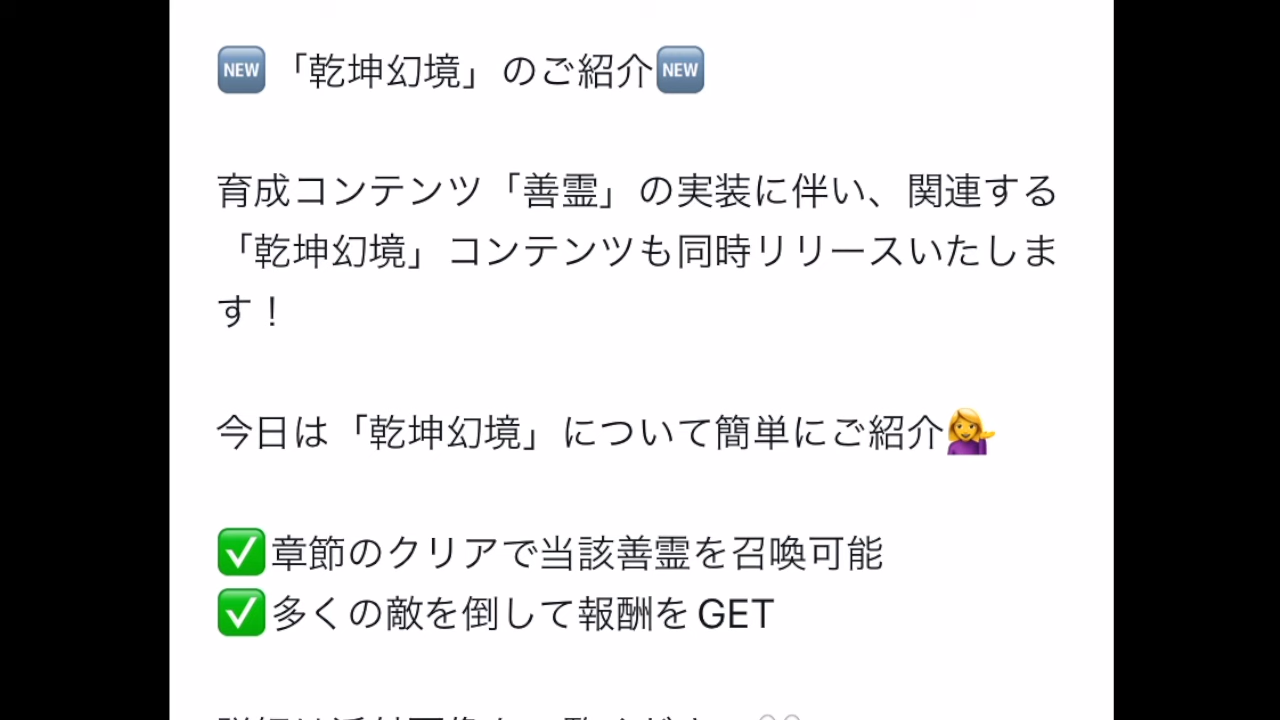 🆕「乾坤幻境」のご紹介🆕
育成コンテンツ「善霊」の実装に伴い、関連する
「乾坤幻境」コンテンツも同時リリースいたしま
す！
今日は「乾坤幻境」について簡単にご紹介💁‍♀️
✅章節のクリアで当該善霊を召喚可能
✅多くの敵を倒して報酬をGET